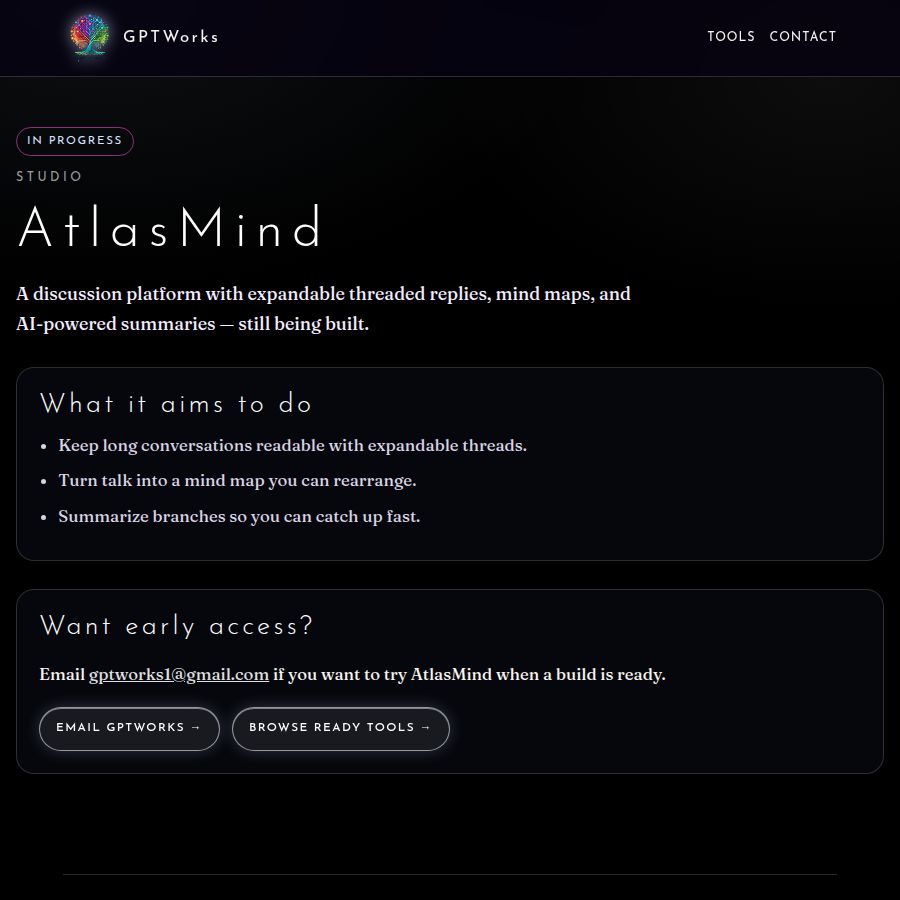 GPTWorks
TOOLS CONTACT
IN PROGRESS
STUDIO
AtlasMind
A discussion platform with expandable threaded replies, mind maps, and
AI-powered summaries — still being built.
What it aims to do
• Keep long conversations readable with expandable threads.
• Turn talk into a mind map you can rearrange.
• Summarize branches so you can catch up fast.
Want early access?
Email gptworks1@gmail.com if you want to try AtlasMind when a build is ready.
EMAIL GPTWORKS → BROWSE READY TOOLS →